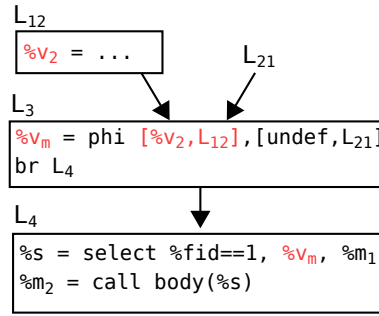 L₁₂
%v₂ = ...
L₂₁
L₃
%vₘ = phi [%v₂,L₁₂],[undef,L₂₁]
br L₄
L₄
%s = select %fid==1, %vₘ, %m₁
%m₂ = call body(%s)